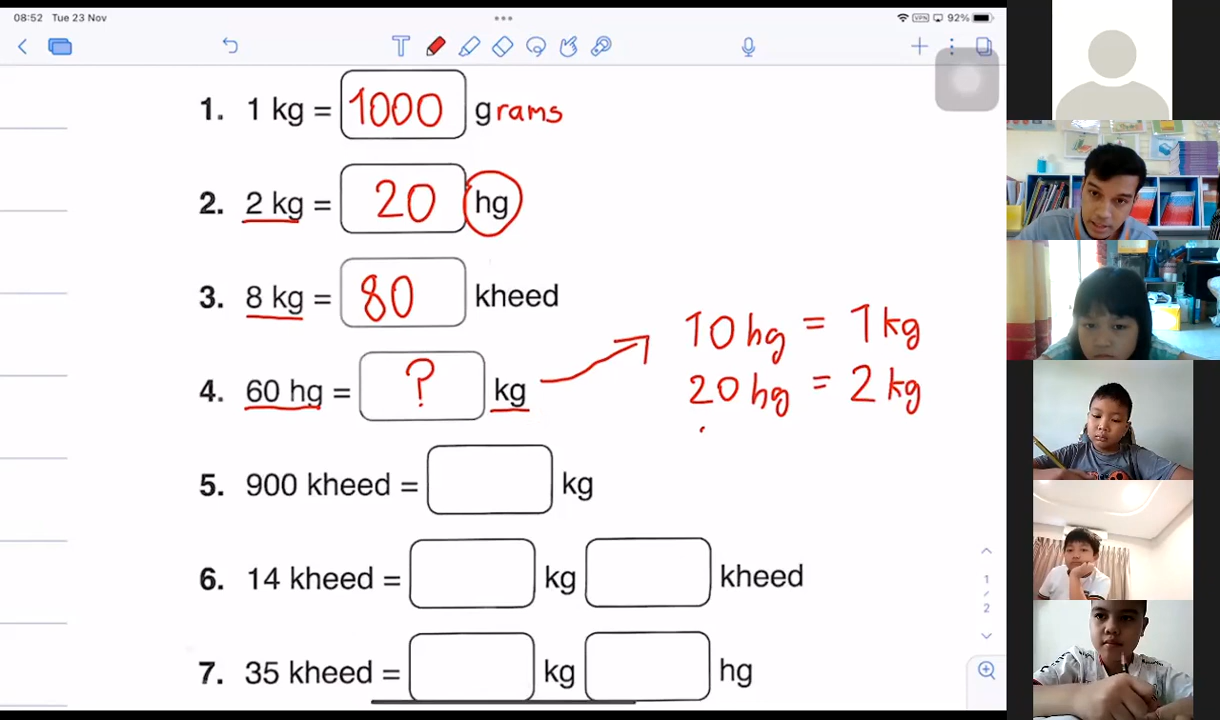 08:52 Tue 23 Nov
VPN 92%
T
1. 1 kg = 1000 grams
2. 2 kg = 20 hg
3. 8 kg = 80 kheed
10 hg = 1 kg
4. 60 hg = ? kg
20 hg = 2 kg
5. 900 kheed = kg
6. 14 kheed = kg kheed
1 / 2
7. 35 kheed = kg hg